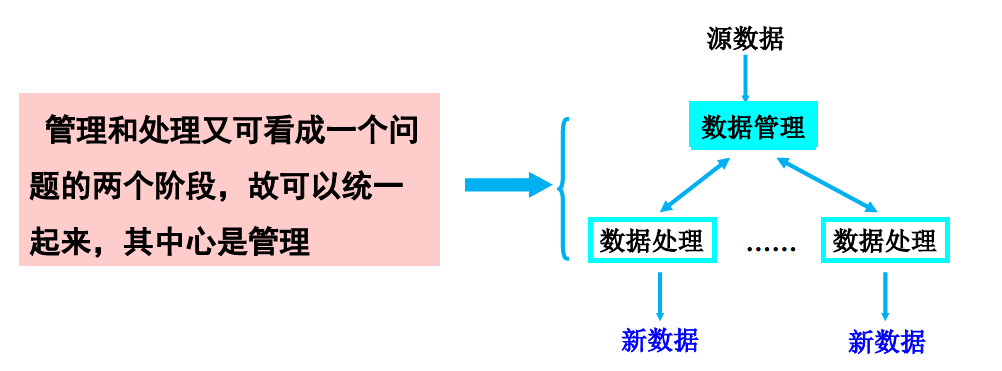 管理和处理又可看成一个问
题的两个阶段，故可以统一
起来，其中心是管理
源数据
数据管理
数据处理 …… 数据处理
新数据 新数据